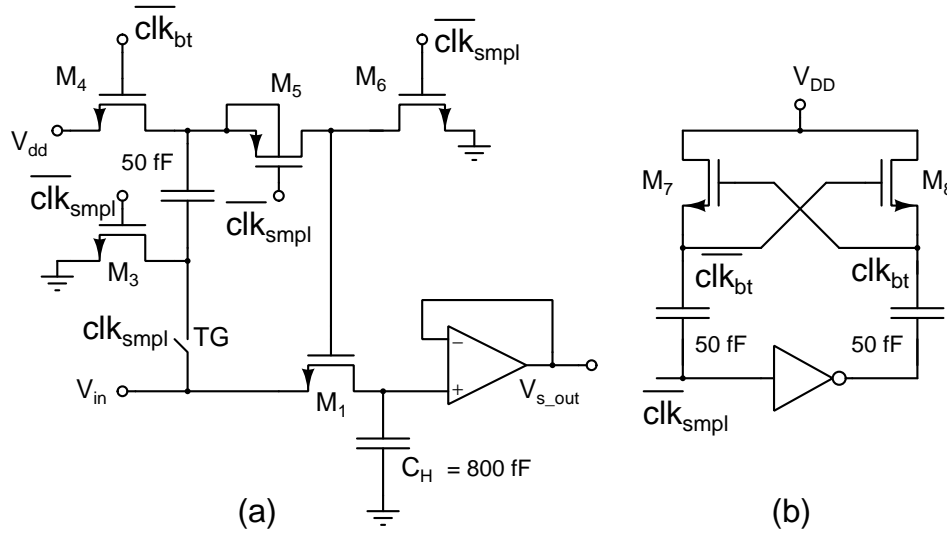 clk_bt
clk_smpl
M4
M5
M6
V_DD
V_dd
50 fF
M7
M8
clk_smpl
clk_smpl
M3
clk_bt
clk_bt
clk_smpl
TG
50 fF
50 fF
V_in
M1
−
+
V_s_out
clk_smpl
C_H = 800 fF
(a)
(b)